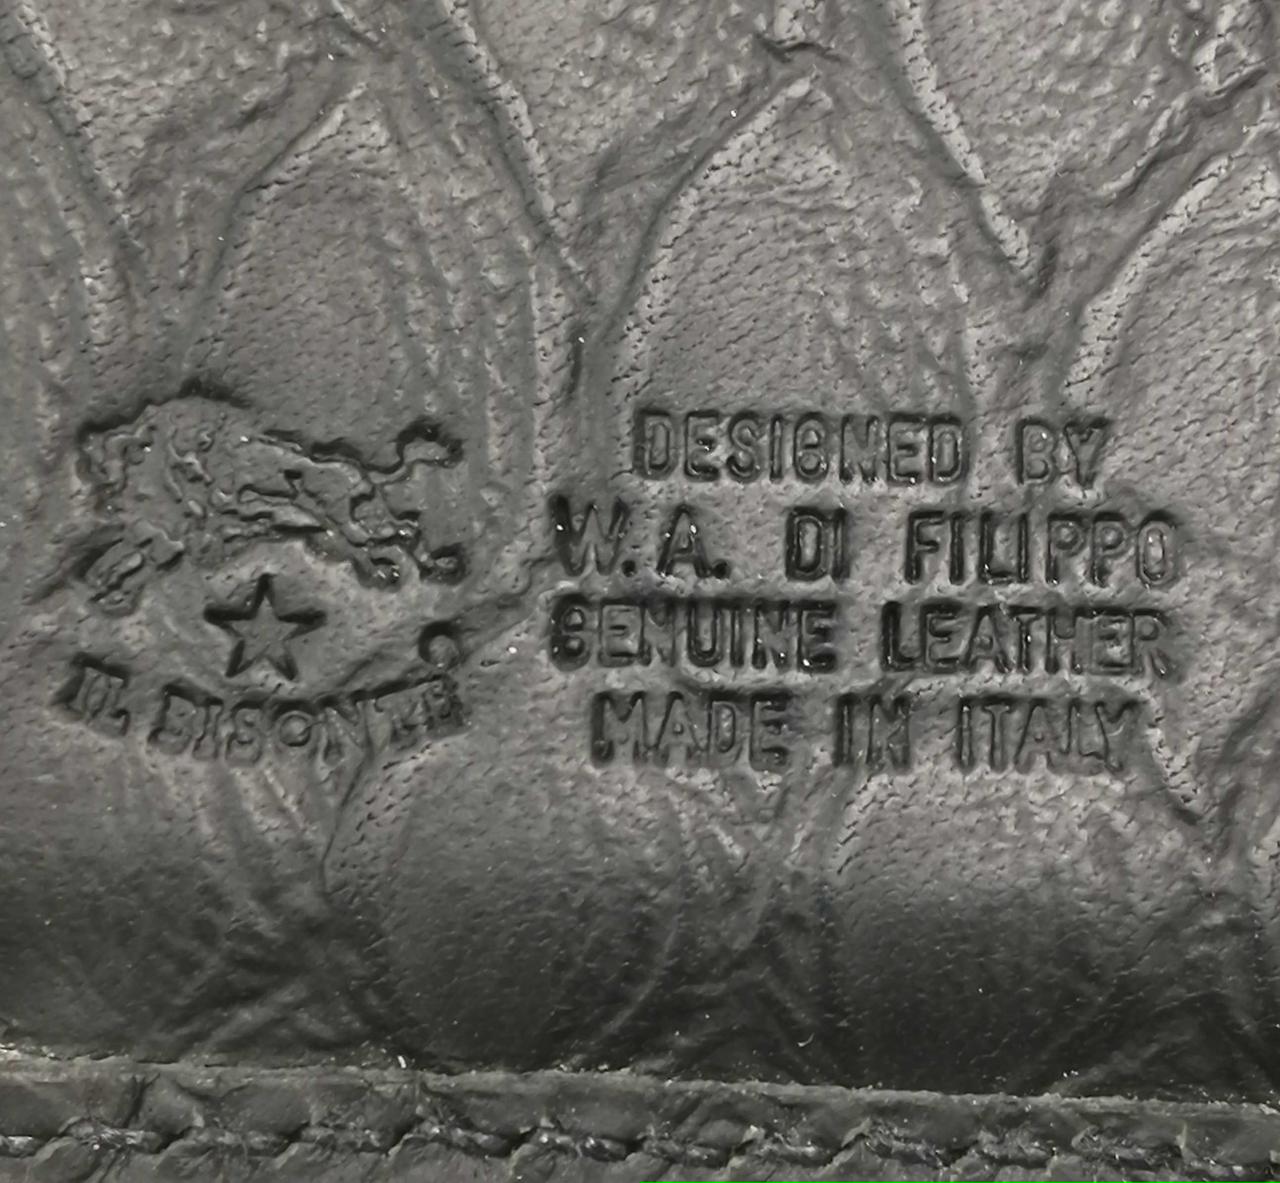 IL BISONTE
DESIGNED BY
W.A. DI FILIPPO
GENUINE LEATHER
MADE IN ITALY